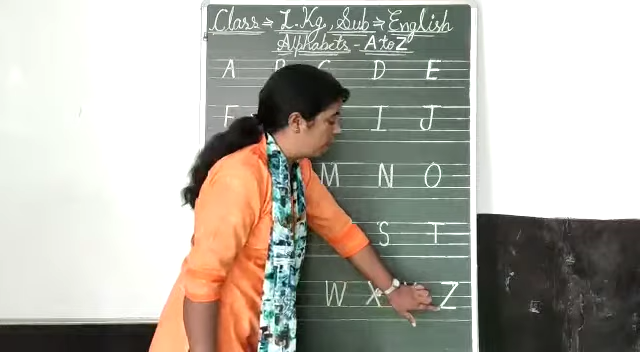 Class ⇒ L.Kg, Sub ⇒ English
Alphabets - A to Z
A B C D E
F I J
M N O
S T
W X Z